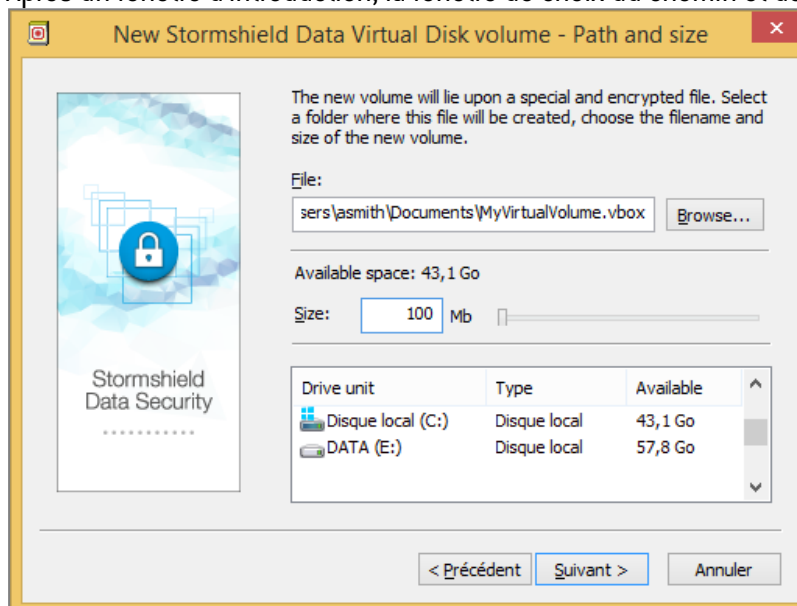 New Stormshield Data Virtual Disk volume - Path and size
The new volume will lie upon a special and encrypted file. Select
a folder where this file will be created, choose the filename and
size of the new volume.
File:
sers\asmith\Documents\MyVirtualVolume.vbox Browse...
Available space: 43,1 Go
Size: 100 Mb
Stormshield
Data Security
Drive unit Type Available
Disque local (C:) Disque local 43,1 Go
DATA (E:) Disque local 57,8 Go
< Précédent Suivant > Annuler